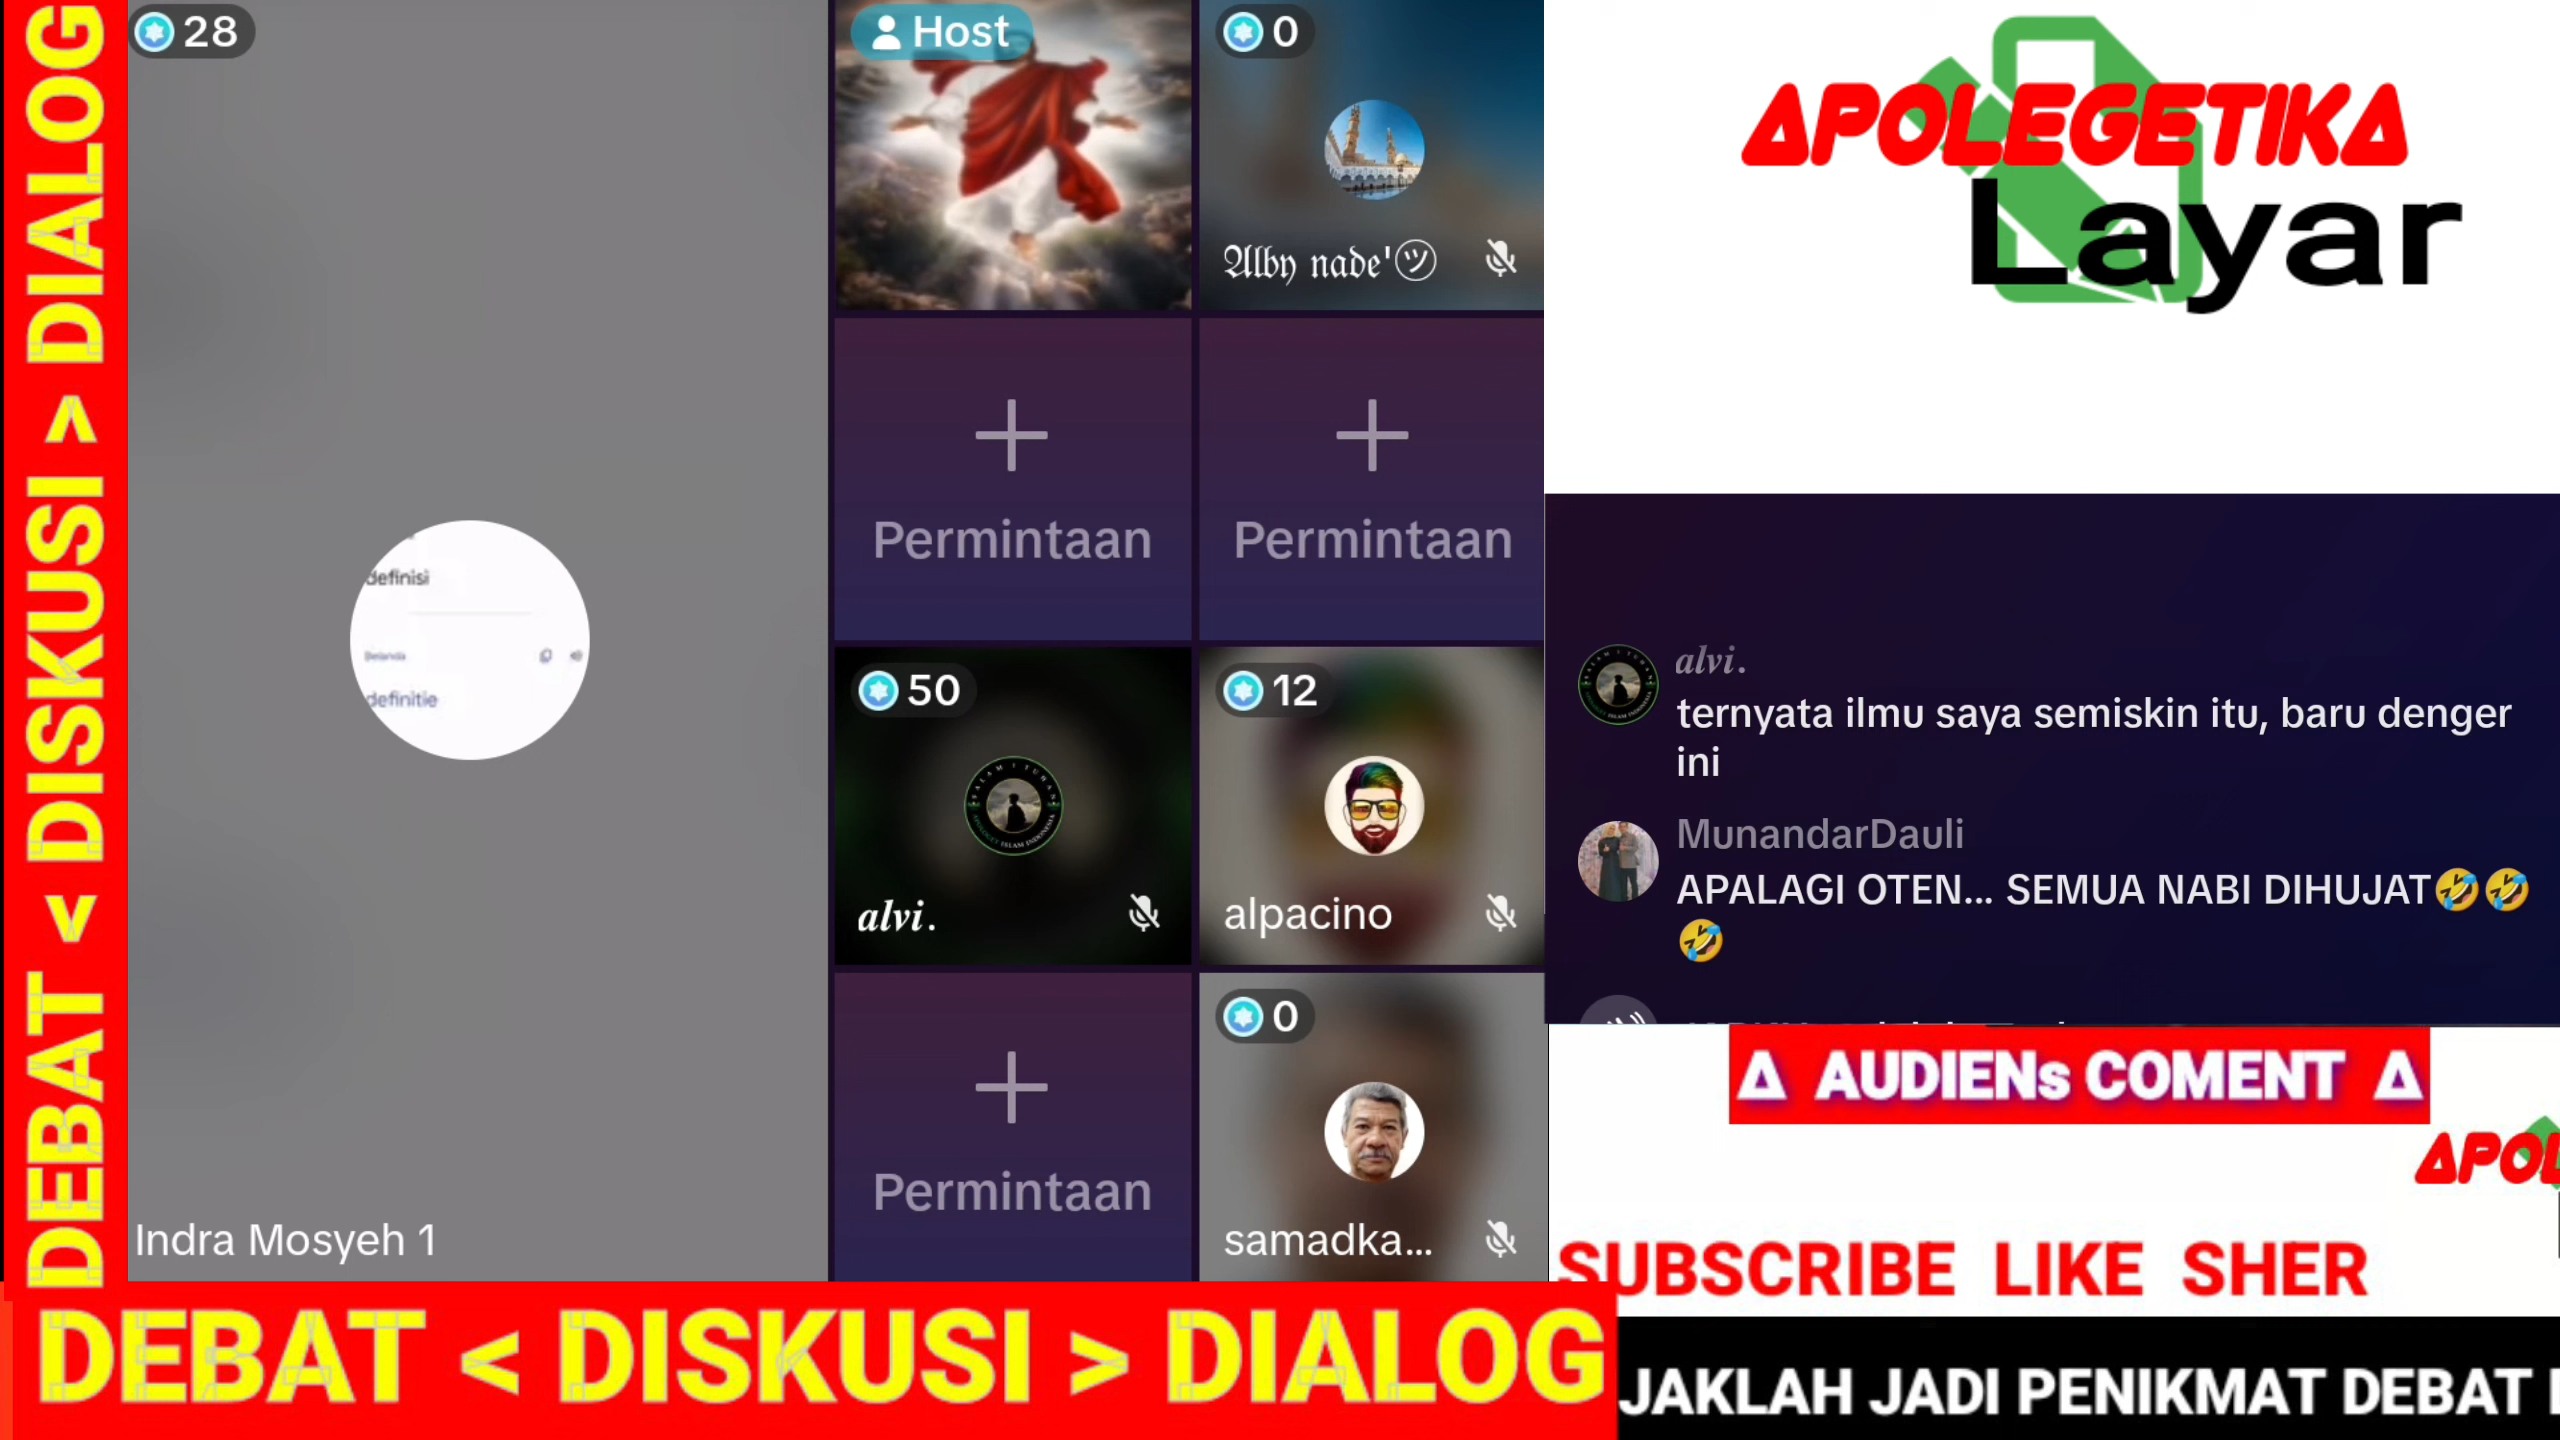 DEBAT < DISKUSI > DIALOG
28
definisi
Belanda
definitie
Indra Mosyeh 1
Host
0
Alby nade'ツ
Permintaan
Permintaan
50
alvi.
12
alpacino
Permintaan
0
samadka...
APOLEGETIKA
Layar
alvi.
ternyata ilmu saya semiskin itu, baru denger
ini
MunandarDauli
APALAGI OTEN... SEMUA NABI DIHUJAT🤣🤣
🤣
Δ AUDIENs COMENT Δ
SUBSCRIBE LIKE SHER
DEBAT < DISKUSI > DIALOG
JAKLAH JADI PENIKMAT DEBAT